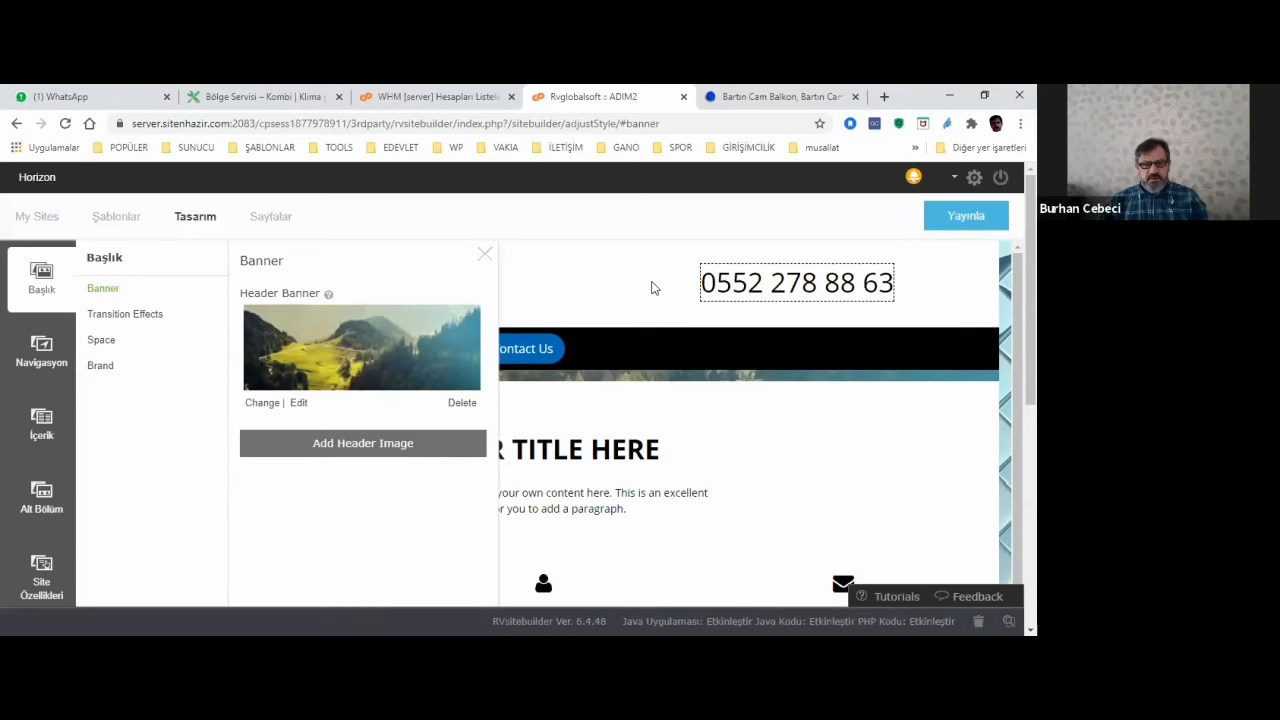 (1) WhatsApp
Bölge Servisi – Kombi | Klima
WHM [server] Hesapları Listele
Rvglobalsoft :: ADIM2
Bartın Cam Balkon, Bartın Car
server.sitenhazir.com:2083/cpsess1877978911/3rdparty/rvsitebuilder/index.php?/sitebuilder/adjustStyle/#banner
Uygulamalar
POPÜLER
SUNUCU
ŞABLONLAR
TOOLS
EDEVLET
WP
VAKIA
İLETİŞİM
GANO
SPOR
GİRİŞİMCİLİK
musallat
»
Diğer yer işaretleri
Horizon
My Sites
Şablonlar
Tasarım
Sayfalar
Yayınla
Burhan Cebeci
Başlık
Navigasyon
İçerik
Alt Bölüm
Site
Özellikleri
Başlık
Banner
Transition Effects
Space
Brand
Banner
Header Banner
Change | Edit
Delete
Add Header Image
0552 278 88 63
ontact Us
R TITLE HERE
your own content here. This is an excellent
or you to add a paragraph.
Tutorials
Feedback
RVsitebuilder Ver. 6.4.48
Java Uygulaması: Etkinleştir Java Kodu: Etkinleştir PHP Kodu: Etkinleştir